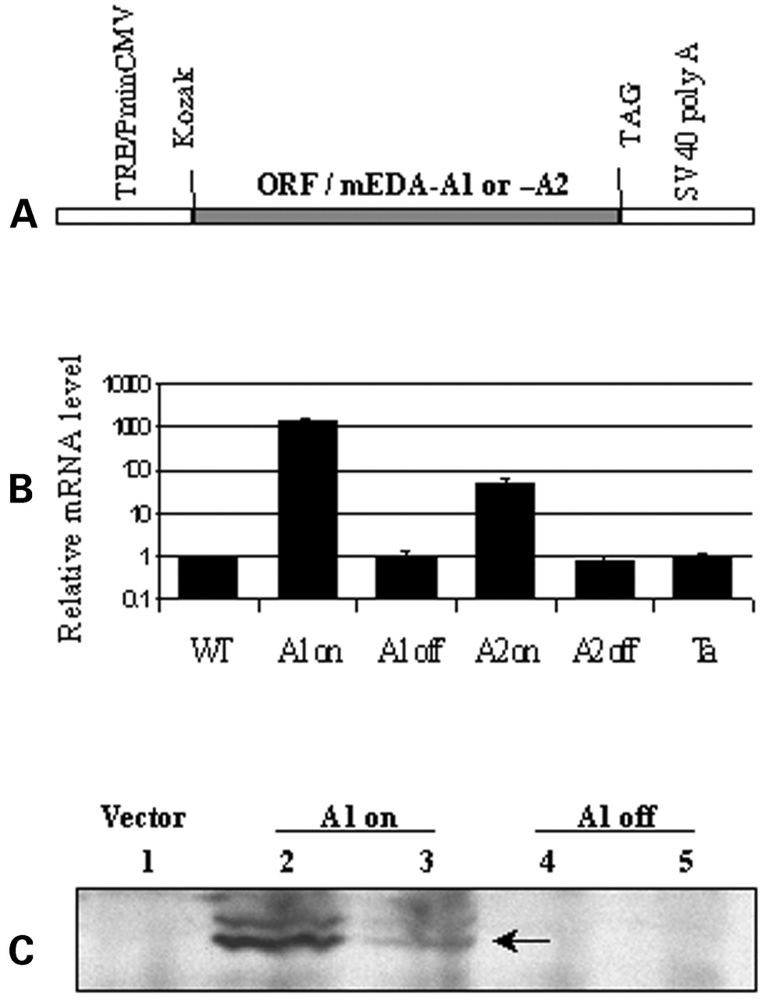 TRE/PminCMV
Kozak
TAG
SV 40 poly A
ORF / mEDA-A1 or –A2
A
B
Relative mRNA level
10000
1000
100
10
1
0.1
WT A1 on A1 off A2 on A2 off Ta
Vector A1 on A1 off
1 2 3 4 5
C